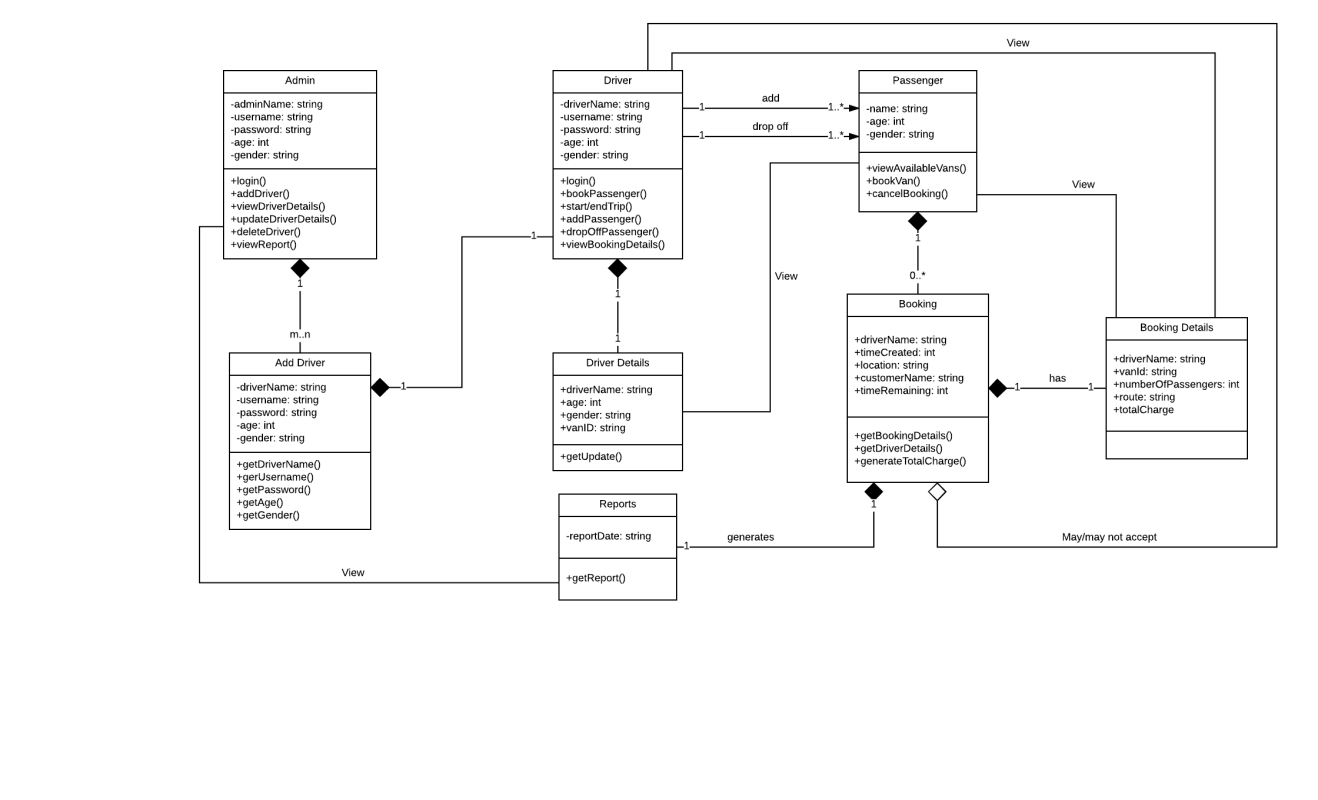 View
Admin
-adminName: string
-username: string
-password: string
-age: int
-gender: string
+login()
+addDriver()
+viewDriverDetails()
+updateDriverDetails()
+deleteDriver()
+viewReport()
Driver
-driverName: string
-username: string
-password: string
-age: int
-gender: string
+login()
+bookPassenger()
+start/endTrip()
+addPassenger()
+dropOffPassenger()
+viewBookingDetails()
1
add
1..*
1
drop off
1..*
Passenger
-name: string
-age: int
-gender: string
+viewAvailableVans()
+bookVan()
+cancelBooking()
View
1
1
m..n
1
1
View
1
0..*
Add Driver
-driverName: string
-username: string
-password: string
-age: int
-gender: string
+getDriverName()
+gerUsername()
+getPassword()
+getAge()
+getGender()
1
Driver Details
+driverName: string
+age: int
+gender: string
+vanID: string
+getUpdate()
Booking
+driverName: string
+timeCreated: int
+location: string
+customerName: string
+timeRemaining: int
+getBookingDetails()
+getDriverDetails()
+generateTotalCharge()
1
has
1
Booking Details
+driverName: string
+vanId: string
+numberOfPassengers: int
+route: string
+totalCharge
Reports
-reportDate: string
+getReport()
1
generates
1
May/may not accept
View